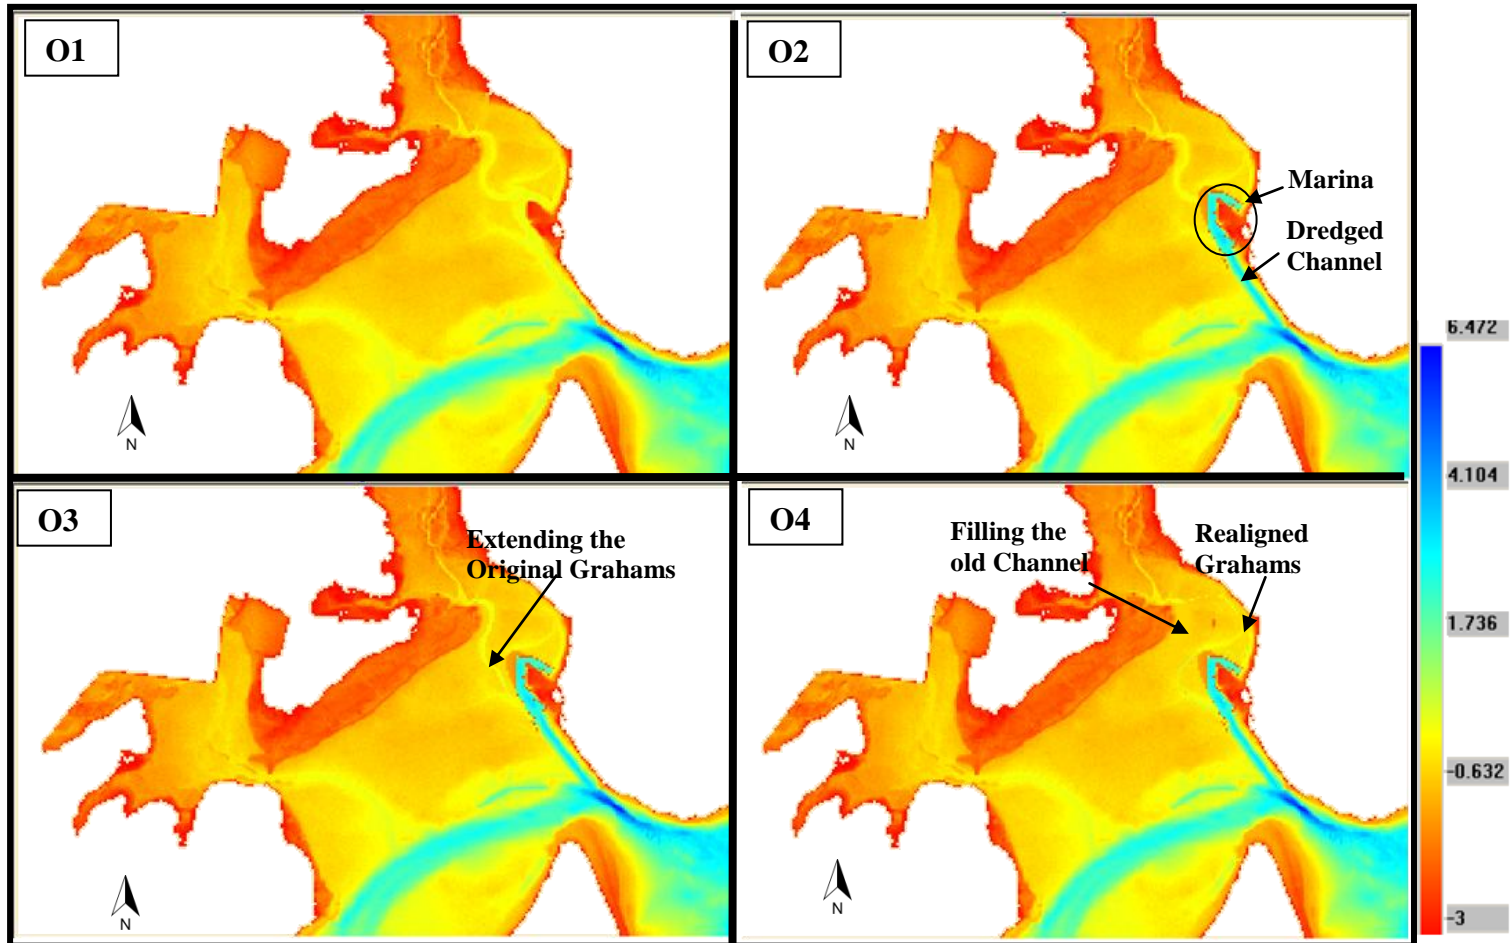 O1
N
O2
Marina
Dredged
Channel
N
O3
Extending the
Original Grahams
N
O4
Filling the
old Channel
Realigned
Grahams
N
6.472
4.104
1.736
-0.632
-3